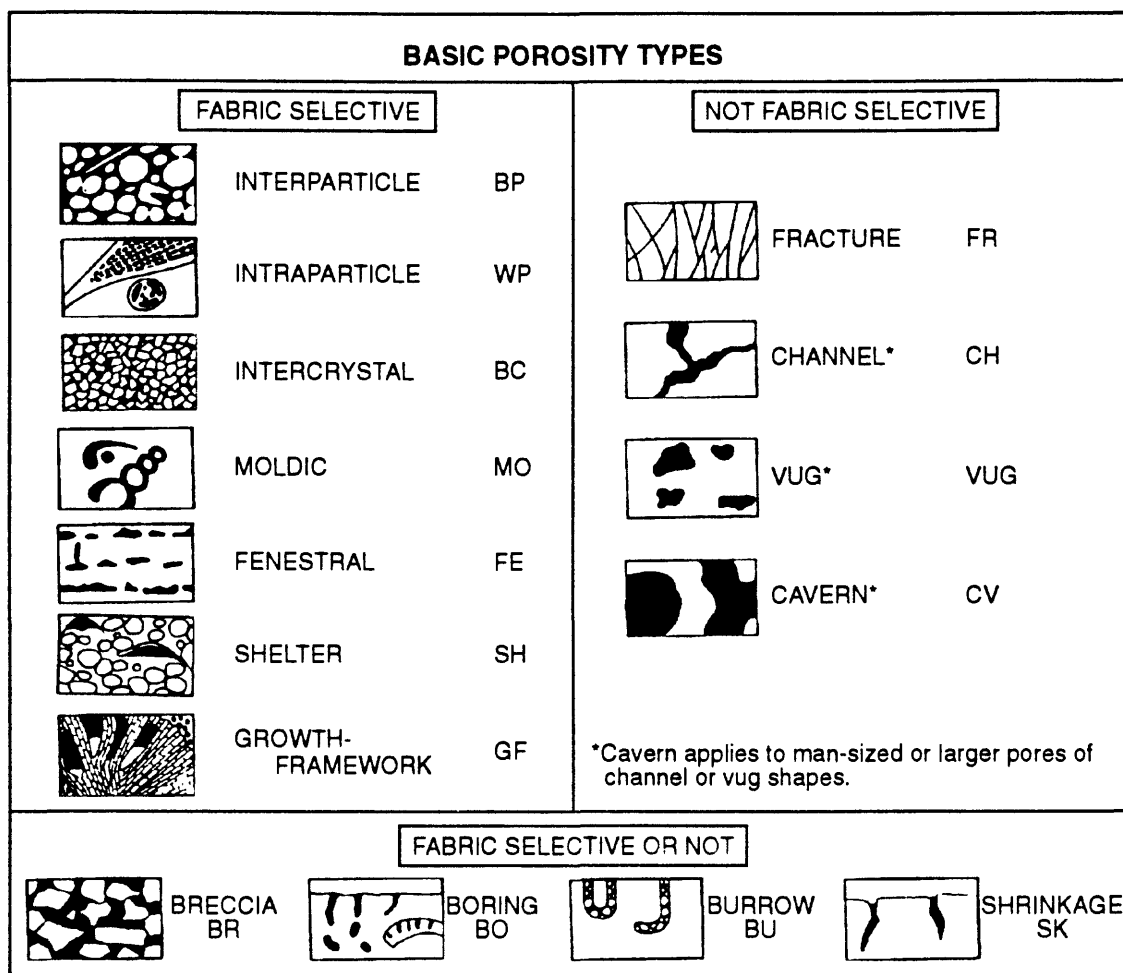 BASIC POROSITY TYPES
FABRIC SELECTIVE
INTERPARTICLE BP
INTRAPARTICLE WP
INTERCRYSTAL BC
MOLDIC MO
FENESTRAL FE
SHELTER SH
GROWTH-
FRAMEWORK GF
NOT FABRIC SELECTIVE
FRACTURE FR
CHANNEL* CH
VUG* VUG
CAVERN* CV
*Cavern applies to man-sized or larger pores of
channel or vug shapes.
FABRIC SELECTIVE OR NOT
BRECCIA
BR
BORING
BO
BURROW
BU
SHRINKAGE
SK